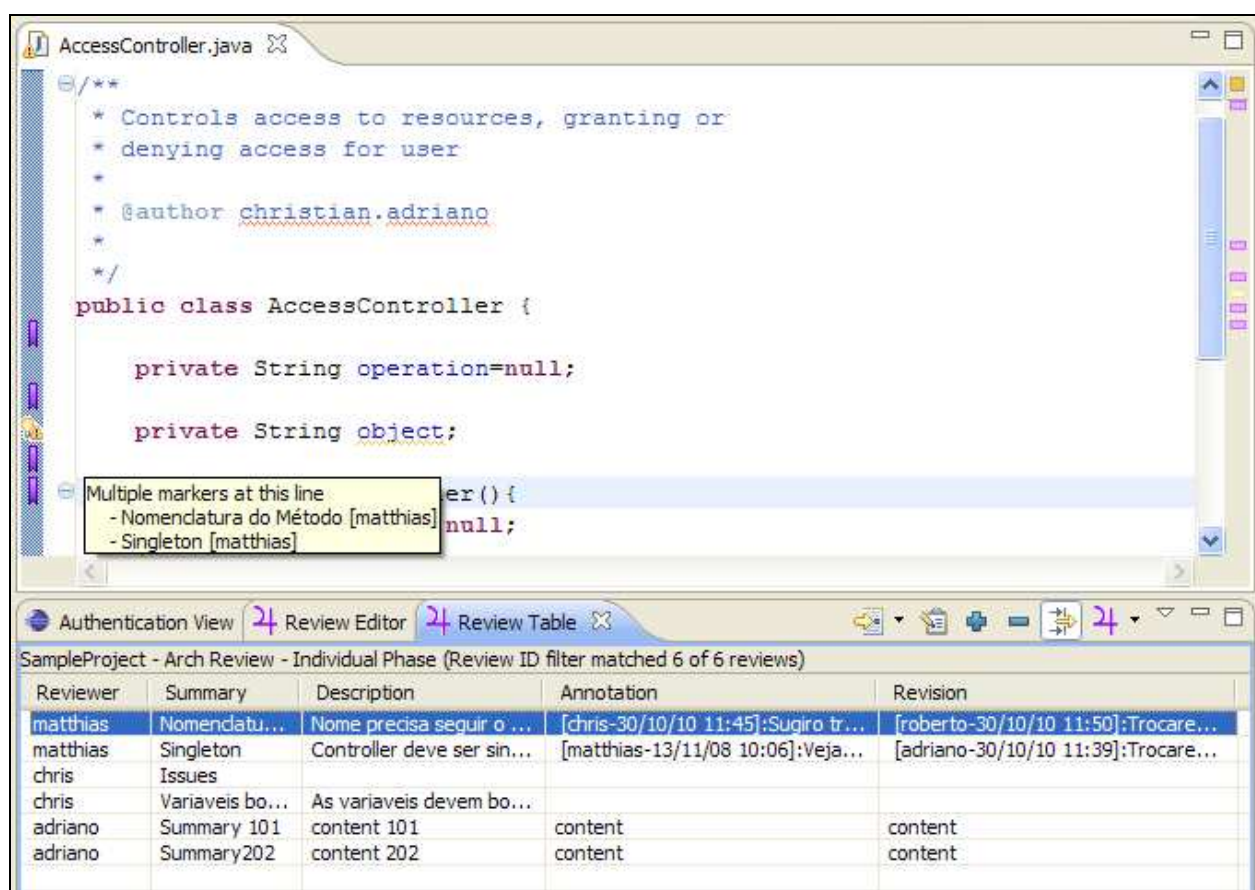 AccessController.java
/**
* Controls access to resources, granting or
* denying access for user
*
* @author christian.adriano
*
*/
public class AccessController {
private String operation=null;
private String object;
er(){
null;
Multiple markers at this line
- Nomenclatura do Método [matthias]
- Singleton [matthias]
Authentication View Review Editor Review Table
SampleProject - Arch Review - Individual Phase (Review ID filter matched 6 of 6 reviews)
Reviewer Summary Description Annotation Revision
matthias Nomenclatu... Nome precisa seguir o ... [chris-30/10/10 11:45]:Sugiro tr... [roberto-30/10/10 11:50]:Trocare...
matthias Singleton Controller deve ser sin... [matthias-13/11/08 10:06]:Veja... [adriano-30/10/10 11:39]:Trocare...
chris Issues
chris Variaveis bo... As variaveis devem bo...
adriano Summary 101 content 101 content content
adriano Summary202 content 202 content content